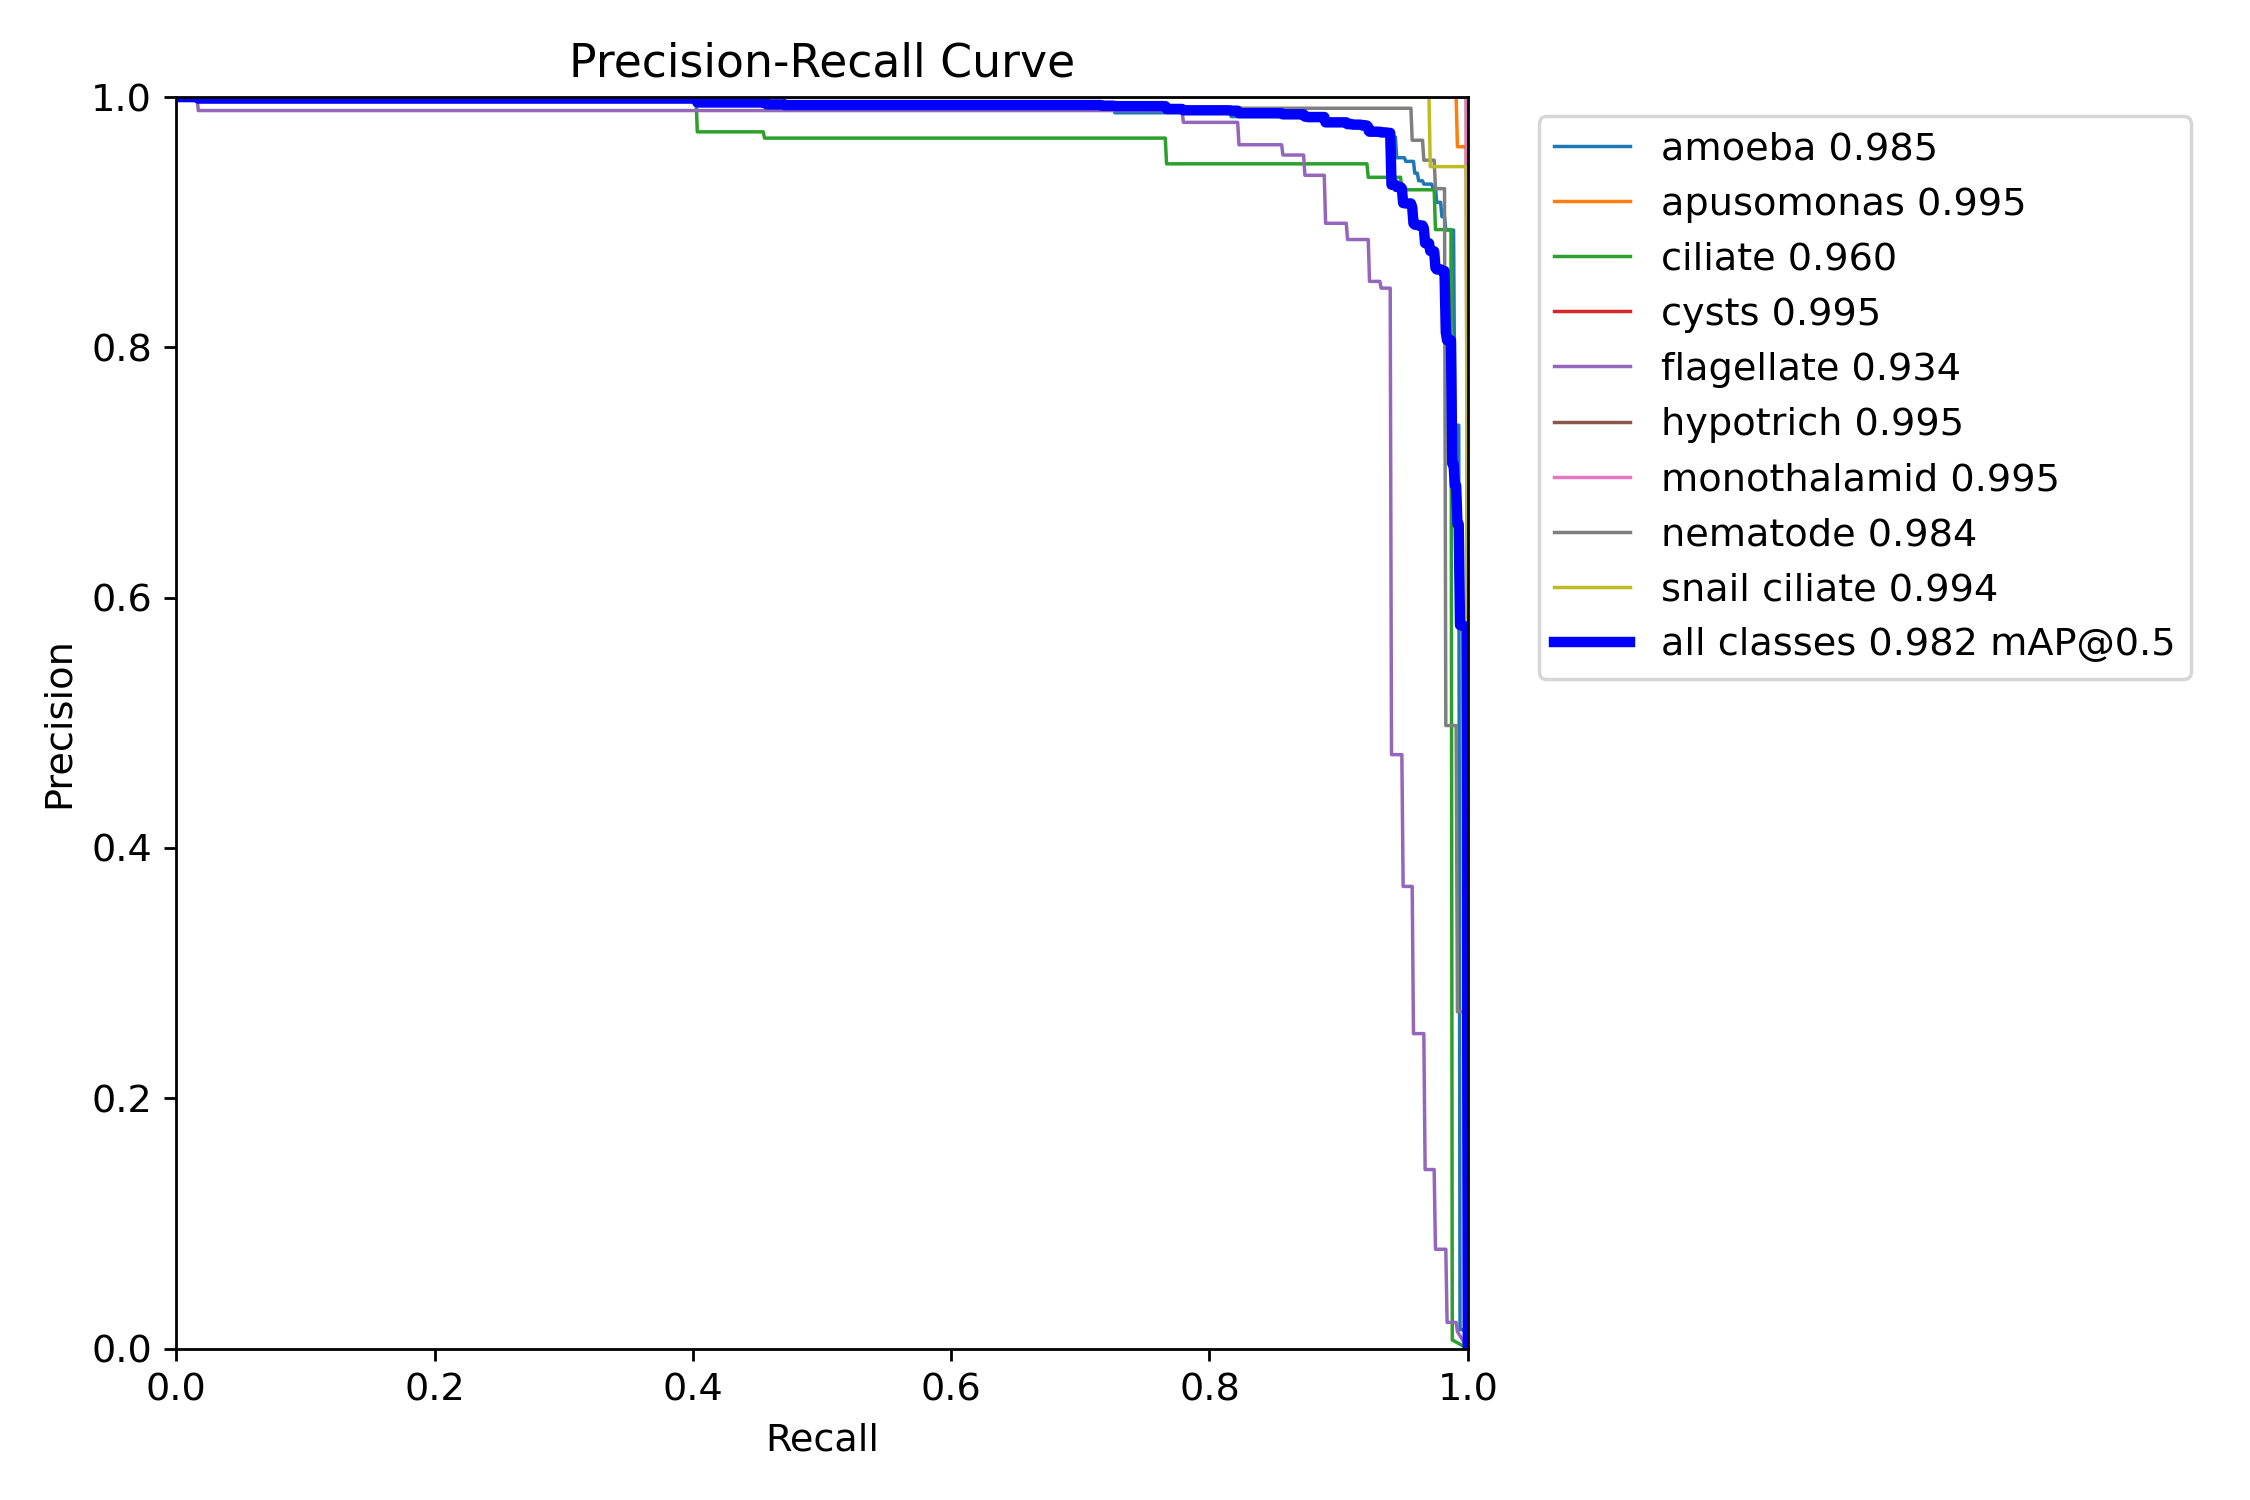 Precision-Recall Curve
1.0
0.8
0.6
0.4
0.2
0.0
Precision
0.0 0.2 0.4 0.6 0.8 1.0
Recall
amoeba 0.985
apusomonas 0.995
ciliate 0.960
cysts 0.995
flagellate 0.934
hypotrich 0.995
monothalamid 0.995
nematode 0.984
snail ciliate 0.994
all classes 0.982 mAP@0.5